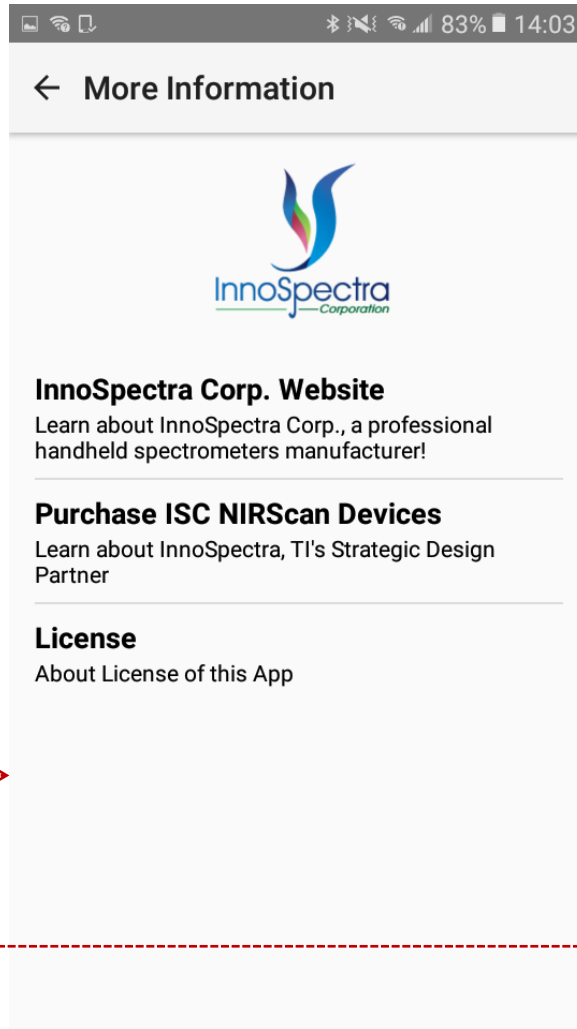 83% 14:03
More Information
InnoSpectra
Corporation
InnoSpectra Corp. Website
Learn about InnoSpectra Corp., a professional
handheld spectrometers manufacturer!
Purchase ISC NIRScan Devices
Learn about InnoSpectra, TI's Strategic Design
Partner
License
About License of this App